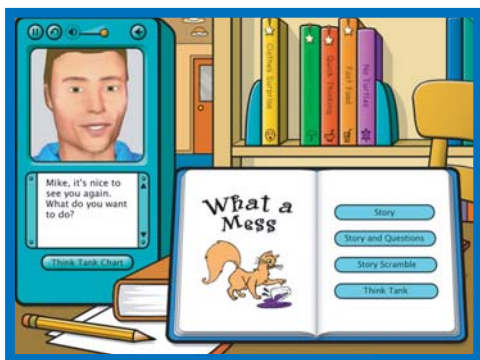 Mike, it's nice to
see you again.
What do you want
to do?
Think Tank Chart
Clothes Surprise
Quick Thinking
Fast Food
No Turtles
What a
Mess
Story
Story and Questions
Story Scramble
Think Tank